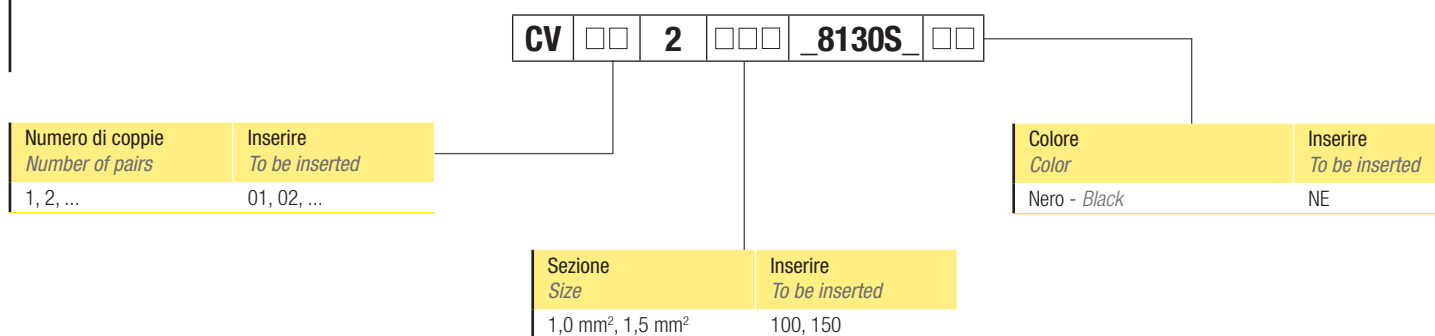 CV □□ 2 □□□ _8130S_ □□
Numero di coppie Inserire
Number of pairs To be inserted
1, 2, ... 01, 02, ...
Colore Inserire
Color To be inserted
Nero - Black NE
Sezione Inserire
Size To be inserted
1,0 mm², 1,5 mm² 100, 150